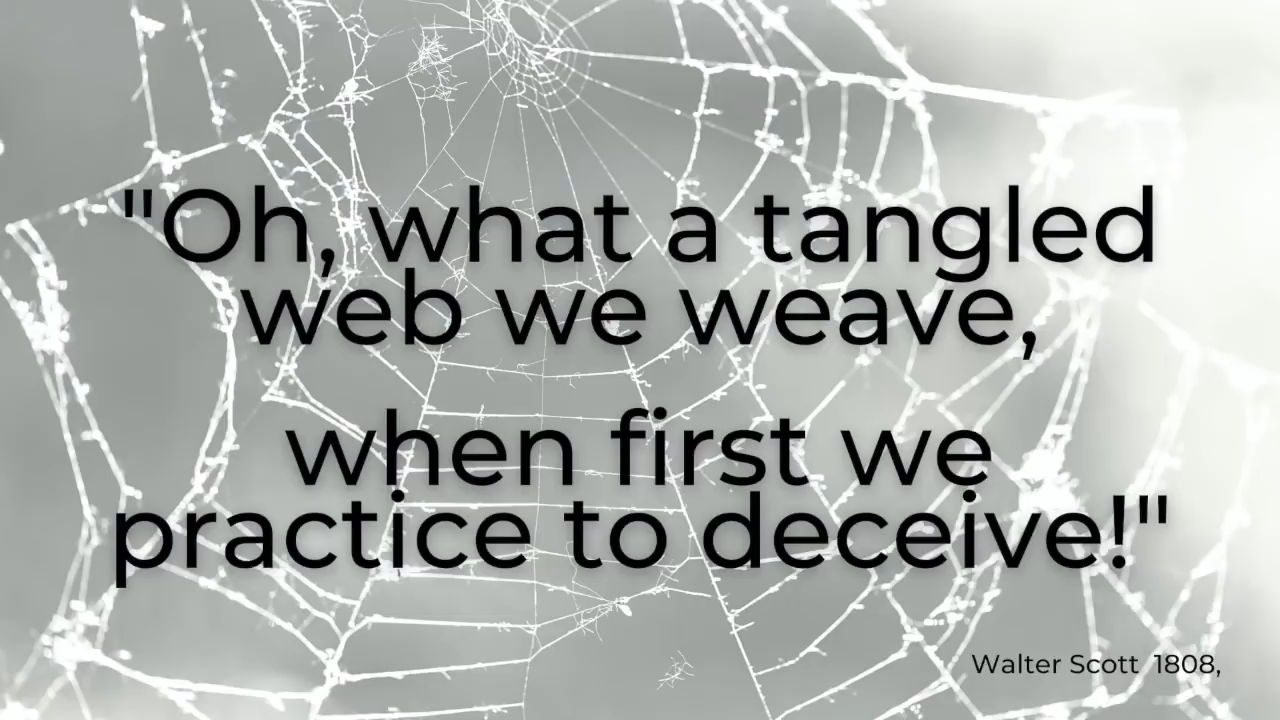 "Oh, what a tangled
web we weave,
when first we
practice to deceive!"
Walter Scott 1808,